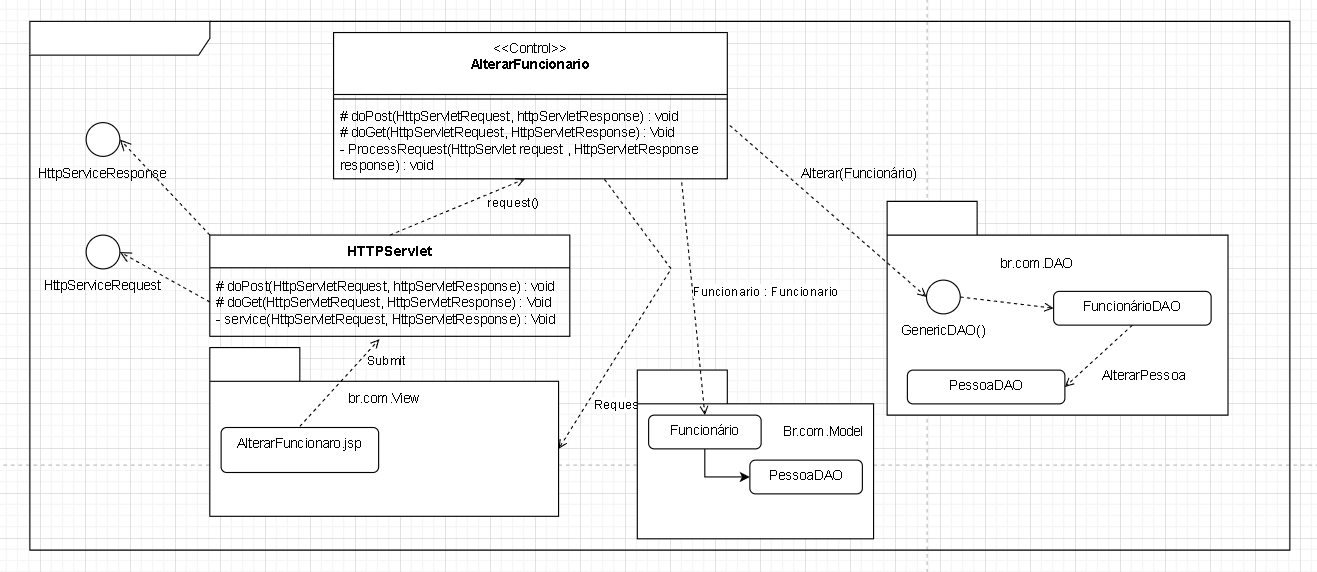 <<Control>>
AlterarFuncionario
# doPost(HttpServletRequest, httpServletResponse) : void
# doGet(HttpServletRequest, HttpServletResponse) : Void
- ProcessRequest(HttpServlet request , HttpServletResponse
response) : void
HttpServiceResponse
Alterar(Funcionário)
request()
HTTPServlet
# doPost(HttpServletRequest, httpServletResponse) : void
# doGet(HttpServletRequest, HttpServletResponse) : Void
- service(HttpServletRequest, HttpServletResponse) : Void
HttpServiceRequest
Funcionario : Funcionario
br.com.DAO
FuncionárioDAO
GenericDAO()
AlterarPessoa
PessoaDAO
Submit
br.com.View
AlterarFuncionaro.jsp
Reques
Funcionário
Br.com.Model
PessoaDAO